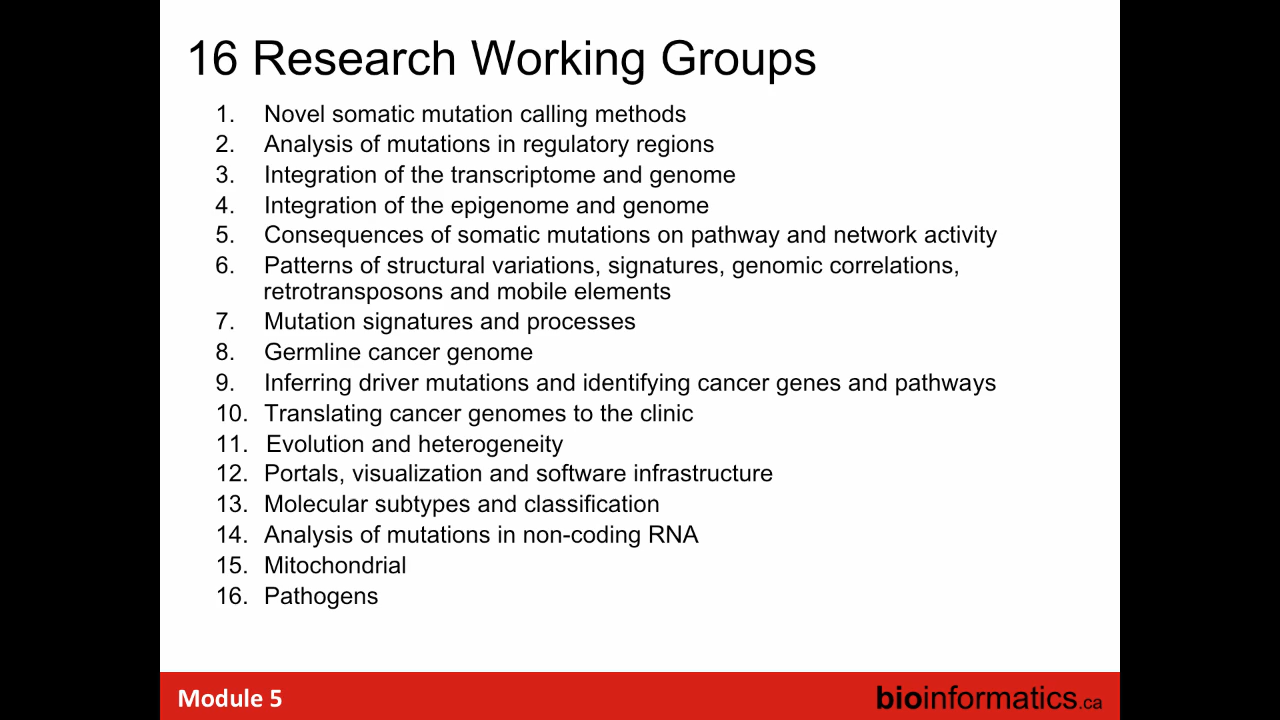 16 Research Working Groups
1. Novel somatic mutation calling methods
2. Analysis of mutations in regulatory regions
3. Integration of the transcriptome and genome
4. Integration of the epigenome and genome
5. Consequences of somatic mutations on pathway and network activity
6. Patterns of structural variations, signatures, genomic correlations,
retrotransposons and mobile elements
7. Mutation signatures and processes
8. Germline cancer genome
9. Inferring driver mutations and identifying cancer genes and pathways
10. Translating cancer genomes to the clinic
11. Evolution and heterogeneity
12. Portals, visualization and software infrastructure
13. Molecular subtypes and classification
14. Analysis of mutations in non-coding RNA
15. Mitochondrial
16. Pathogens
Module 5
bioinformatics.ca